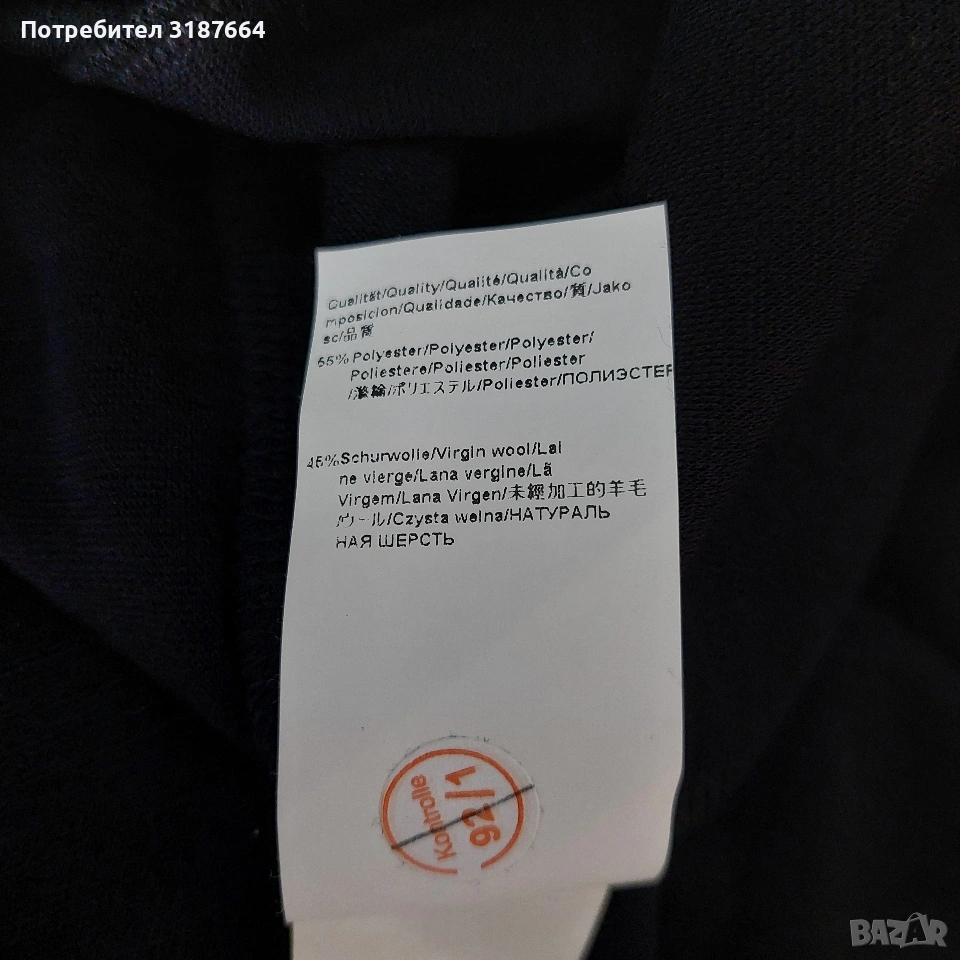 Потребител 3187664
Qualität/Quality/Qualité/Qualità/Co
mposicion/Qualidade/Качество/質/Jako
sc/品質
55% Polyester/Polyester/Polyester/
Poliestere/Poliester/Poliester
/滌綸/ポリエステル/Poliester/ПОЛИЭСТЕР
45% Schurwolle/Virgin wool/Lai
ne vierge/Lana vergine/Lã
Virgem/Lana Virgen/未經加工的羊毛
/ウール/Czysta welna/НАТУРАЛЬ
НАЯ ШЕРСТЬ
Kontrolle
92/1
BAZAR